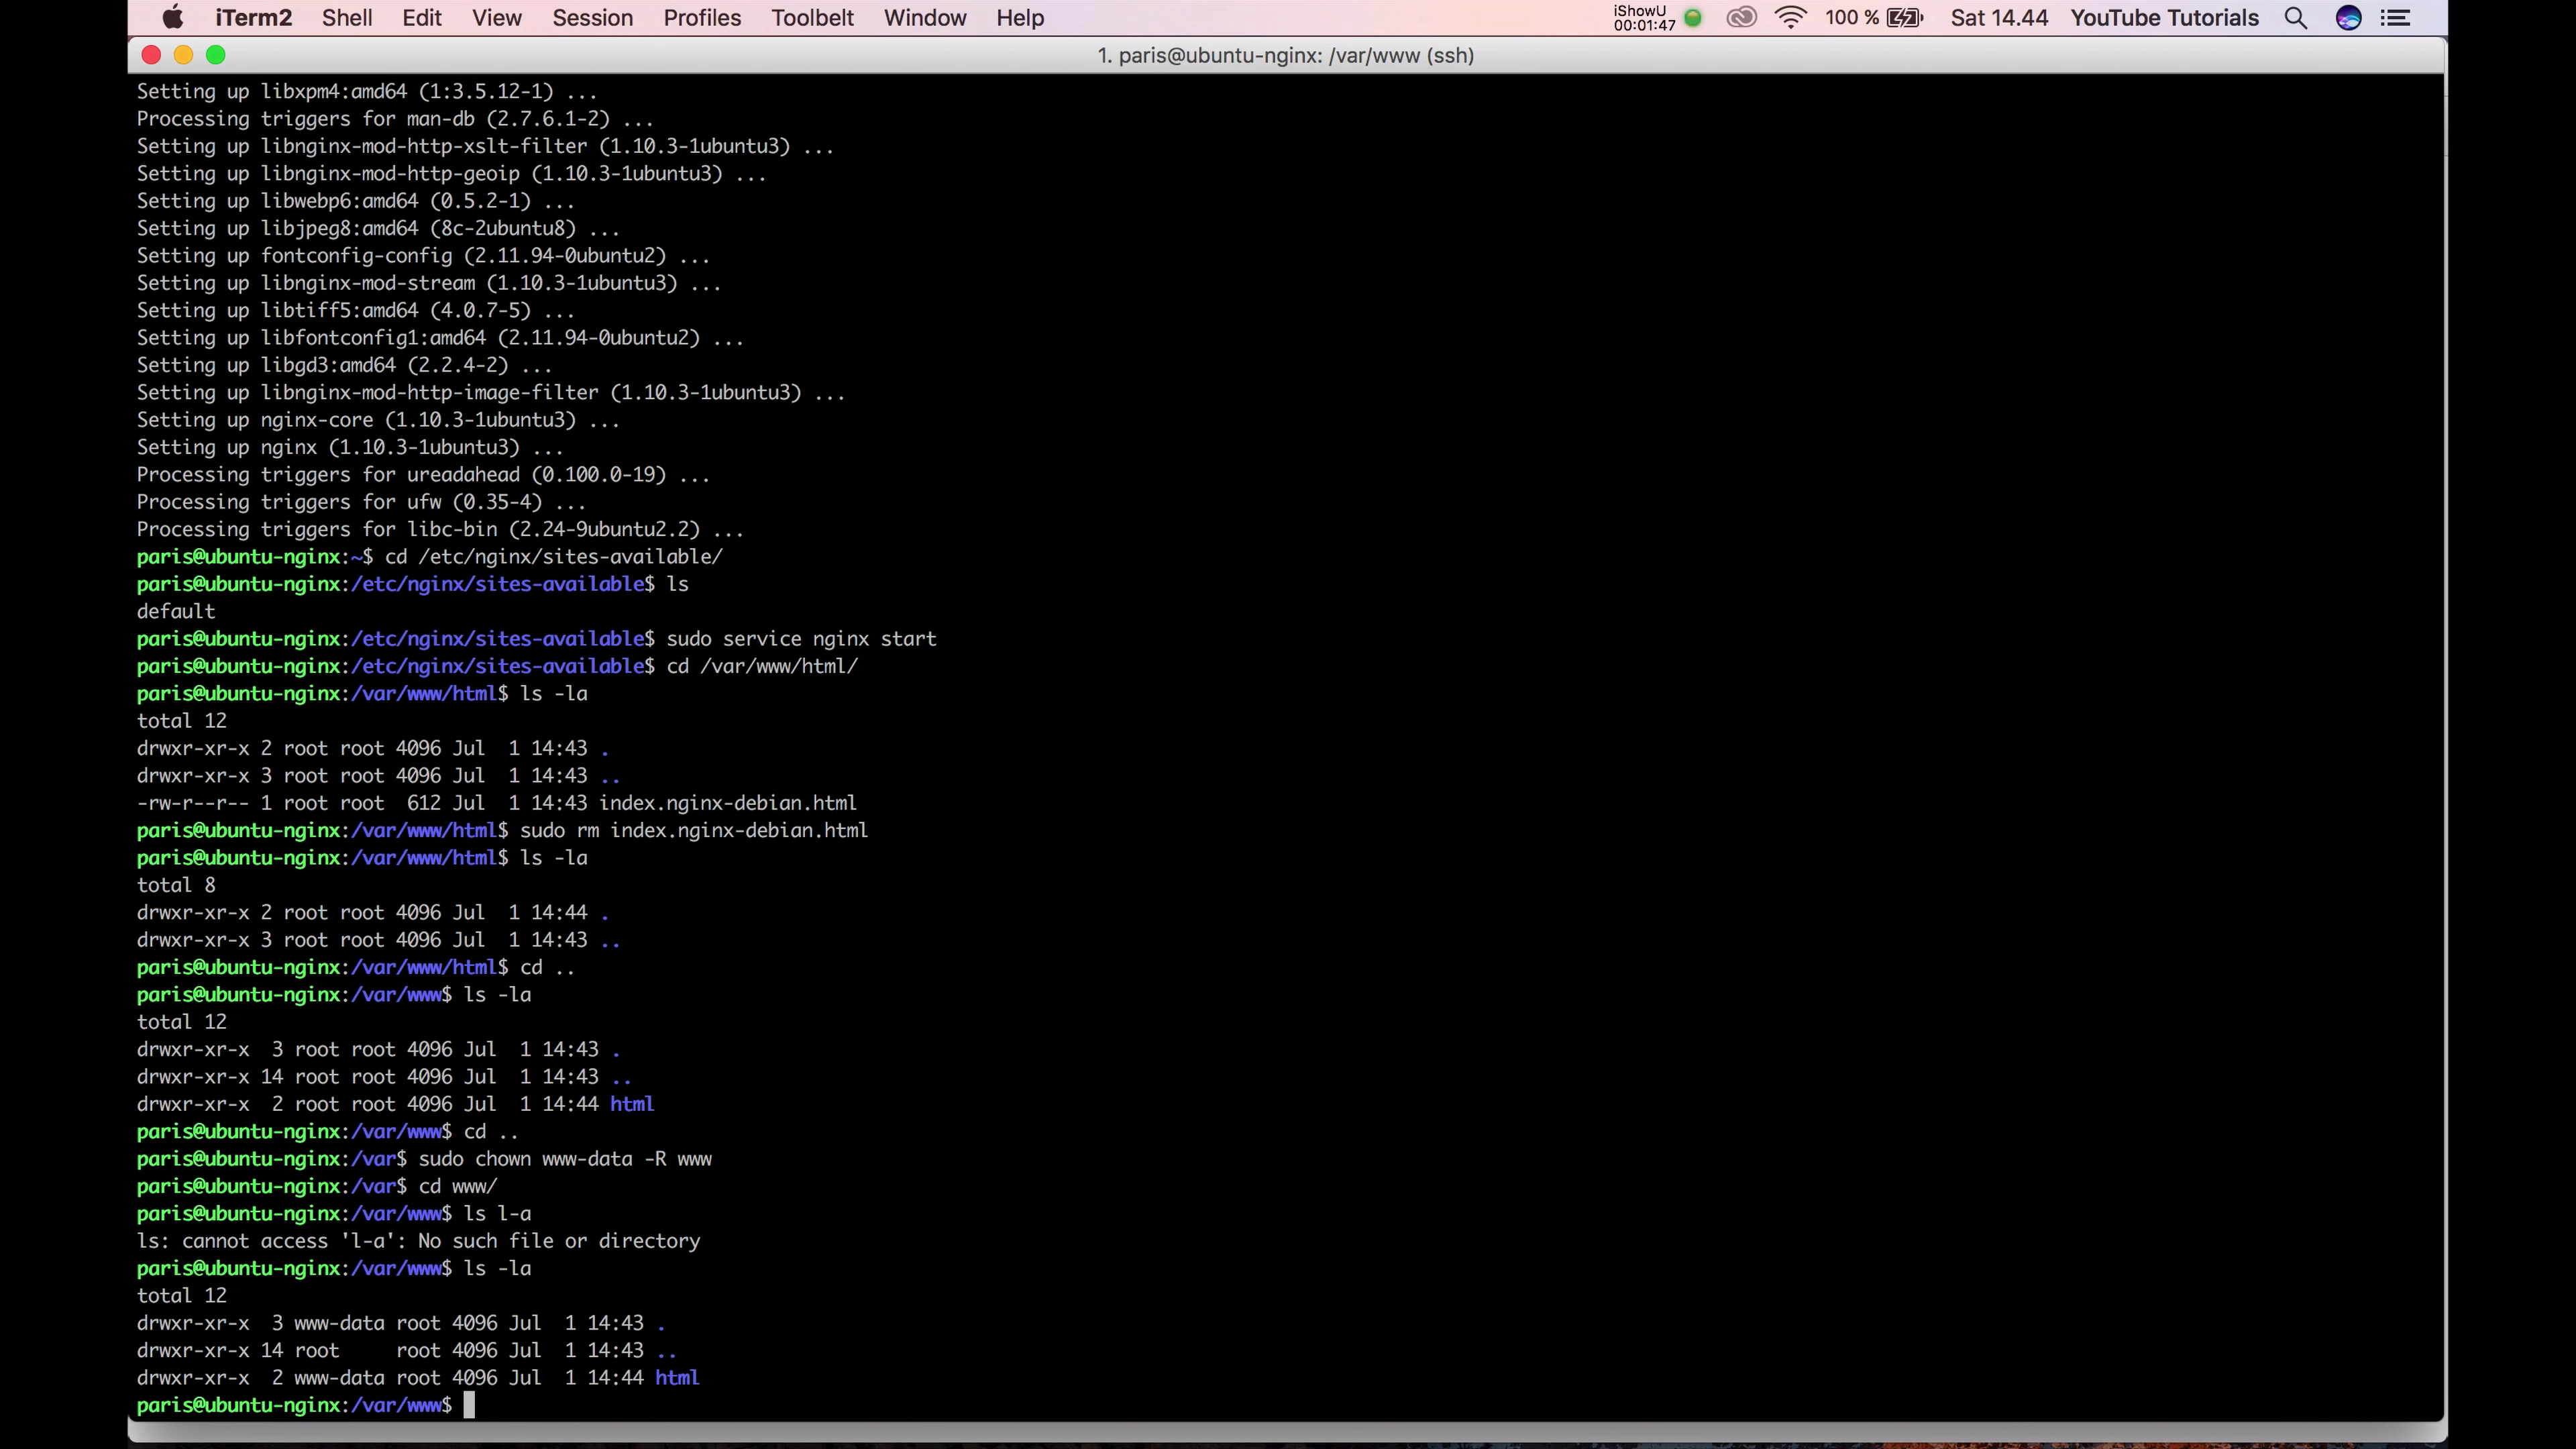 iTerm2 Shell Edit View Session Profiles Toolbelt Window Help iShowU 00:01:47 100 % Sat 14.44 YouTube Tutorials
1. paris@ubuntu-nginx: /var/www (ssh)
Setting up libxpm4:amd64 (1:3.5.12-1) ...
Processing triggers for man-db (2.7.6.1-2) ...
Setting up libnginx-mod-http-xslt-filter (1.10.3-1ubuntu3) ...
Setting up libnginx-mod-http-geoip (1.10.3-1ubuntu3) ...
Setting up libwebp6:amd64 (0.5.2-1) ...
Setting up libjpeg8:amd64 (8c-2ubuntu8) ...
Setting up fontconfig-config (2.11.94-0ubuntu2) ...
Setting up libnginx-mod-stream (1.10.3-1ubuntu3) ...
Setting up libtiff5:amd64 (4.0.7-5) ...
Setting up libfontconfig1:amd64 (2.11.94-0ubuntu2) ...
Setting up libgd3:amd64 (2.2.4-2) ...
Setting up libnginx-mod-http-image-filter (1.10.3-1ubuntu3) ...
Setting up nginx-core (1.10.3-1ubuntu3) ...
Setting up nginx (1.10.3-1ubuntu3) ...
Processing triggers for ureadahead (0.100.0-19) ...
Processing triggers for ufw (0.35-4) ...
Processing triggers for libc-bin (2.24-9ubuntu2.2) ...
paris@ubuntu-nginx:~$ cd /etc/nginx/sites-available/
paris@ubuntu-nginx:/etc/nginx/sites-available$ ls
default
paris@ubuntu-nginx:/etc/nginx/sites-available$ sudo service nginx start
paris@ubuntu-nginx:/etc/nginx/sites-available$ cd /var/www/html/
paris@ubuntu-nginx:/var/www/html$ ls -la
total 12
drwxr-xr-x 2 root root 4096 Jul  1 14:43 .
drwxr-xr-x 3 root root 4096 Jul  1 14:43 ..
-rw-r--r-- 1 root root  612 Jul  1 14:43 index.nginx-debian.html
paris@ubuntu-nginx:/var/www/html$ sudo rm index.nginx-debian.html
paris@ubuntu-nginx:/var/www/html$ ls -la
total 8
drwxr-xr-x 2 root root 4096 Jul  1 14:44 .
drwxr-xr-x 3 root root 4096 Jul  1 14:43 ..
paris@ubuntu-nginx:/var/www/html$ cd ..
paris@ubuntu-nginx:/var/www$ ls -la
total 12
drwxr-xr-x  3 root root 4096 Jul  1 14:43 .
drwxr-xr-x 14 root root 4096 Jul  1 14:43 ..
drwxr-xr-x  2 root root 4096 Jul  1 14:44 html
paris@ubuntu-nginx:/var/www$ cd ..
paris@ubuntu-nginx:/var$ sudo chown www-data -R www
paris@ubuntu-nginx:/var$ cd www/
paris@ubuntu-nginx:/var/www$ ls l-a
ls: cannot access 'l-a': No such file or directory
paris@ubuntu-nginx:/var/www$ ls -la
total 12
drwxr-xr-x  3 www-data root 4096 Jul  1 14:43 .
drwxr-xr-x 14 root     root 4096 Jul  1 14:43 ..
drwxr-xr-x  2 www-data root 4096 Jul  1 14:44 html
paris@ubuntu-nginx:/var/www$